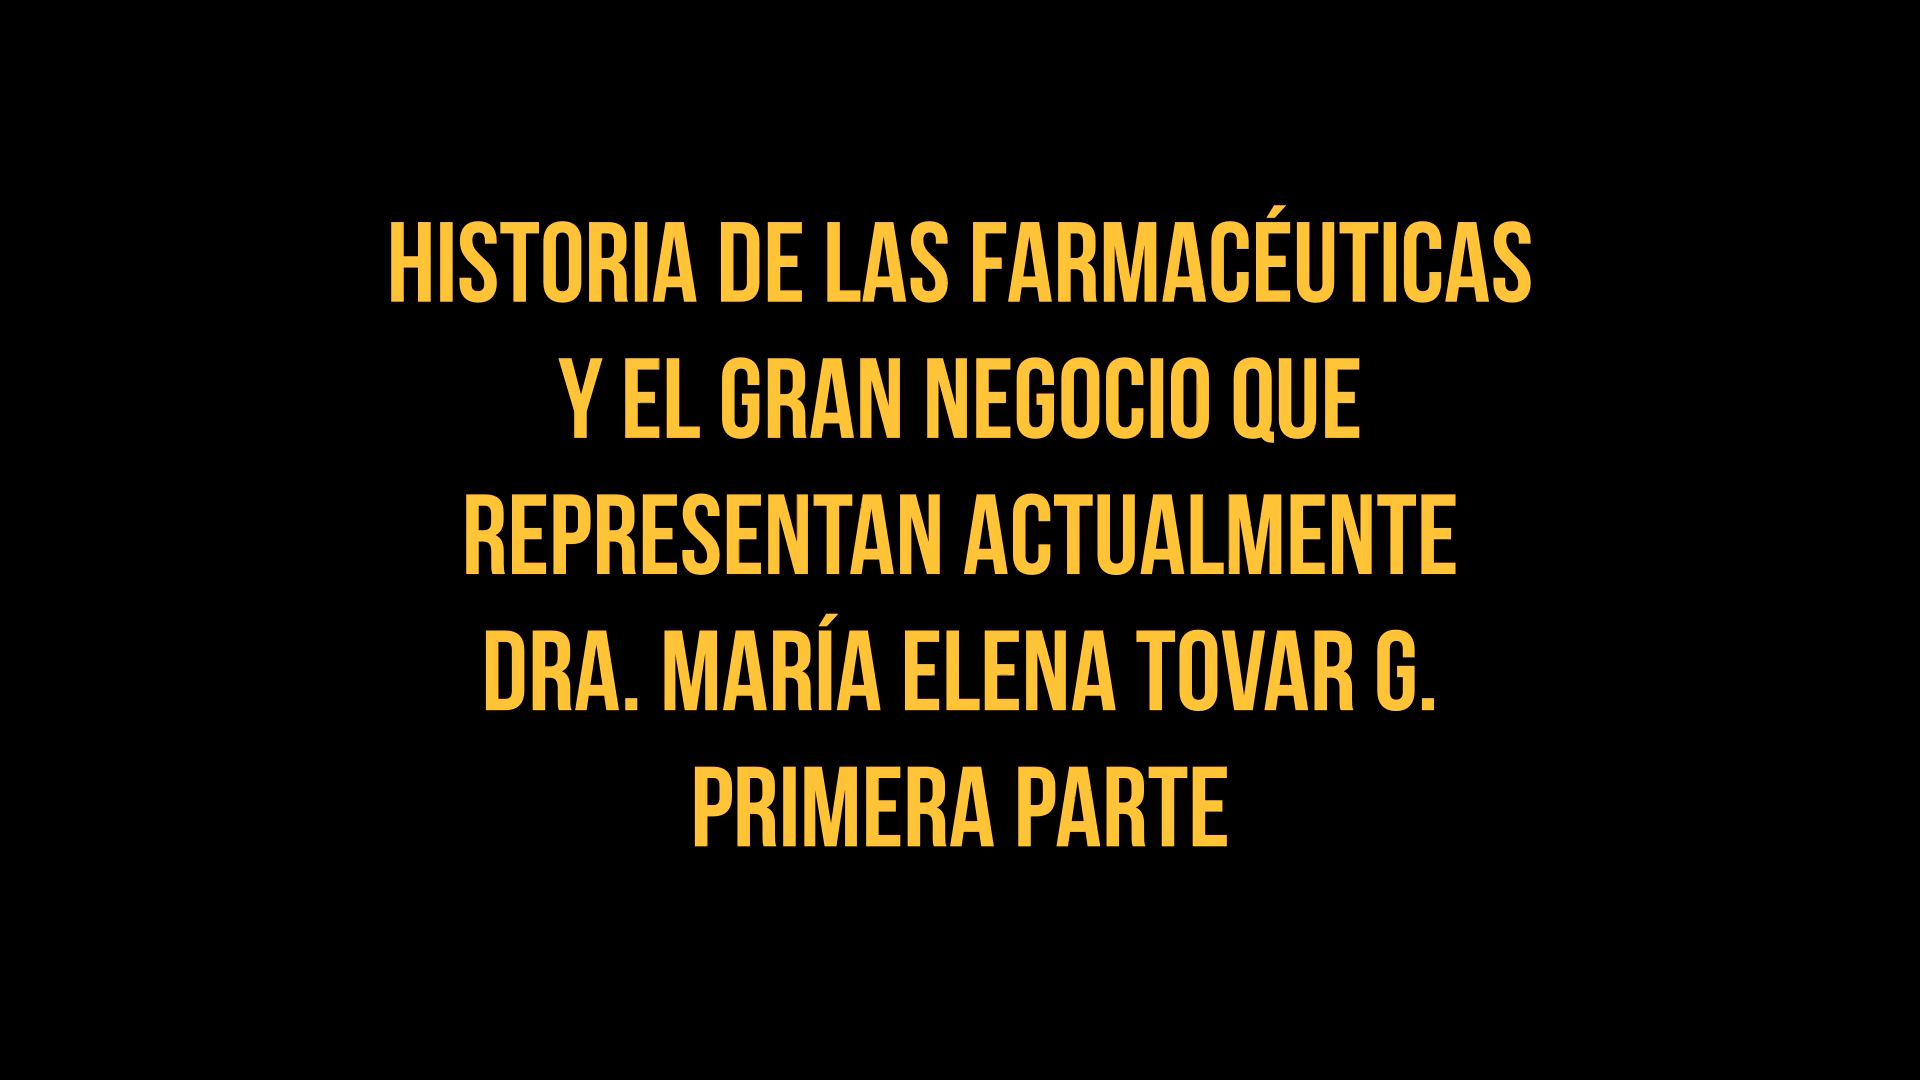 HISTORIA DE LAS FARMACÉUTICAS
Y EL GRAN NEGOCIO QUE
REPRESENTAN ACTUALMENTE
DRA. MARÍA ELENA TOVAR G.
PRIMERA PARTE